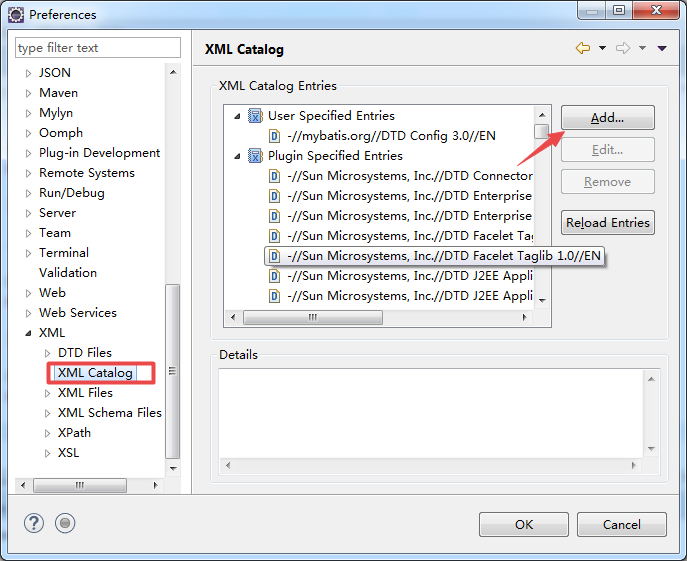 Preferences
type filter text
JSON
Maven
Mylyn
Oomph
Plug-in Development
Remote Systems
Run/Debug
Server
Team
Terminal
Validation
Web
Web Services
XML
DTD Files
XML Catalog
XML Files
XML Schema Files
XPath
XSL
XML Catalog
XML Catalog Entries
User Specified Entries
-//mybatis.org//DTD Config 3.0//EN
Plugin Specified Entries
-//Sun Microsystems, Inc.//DTD Connector
-//Sun Microsystems, Inc.//DTD Enterprise
-//Sun Microsystems, Inc.//DTD Enterprise
-//Sun Microsystems, Inc.//DTD Facelet Tag
-//Sun Microsystems, Inc.//DTD Facelet Taglib 1.0//EN
-//Sun Microsystems, Inc.//DTD J2EE Appli
-//Sun Microsystems, Inc.//DTD J2EE Appli
Add...
Edit...
Remove
Reload Entries
Details
OK
Cancel